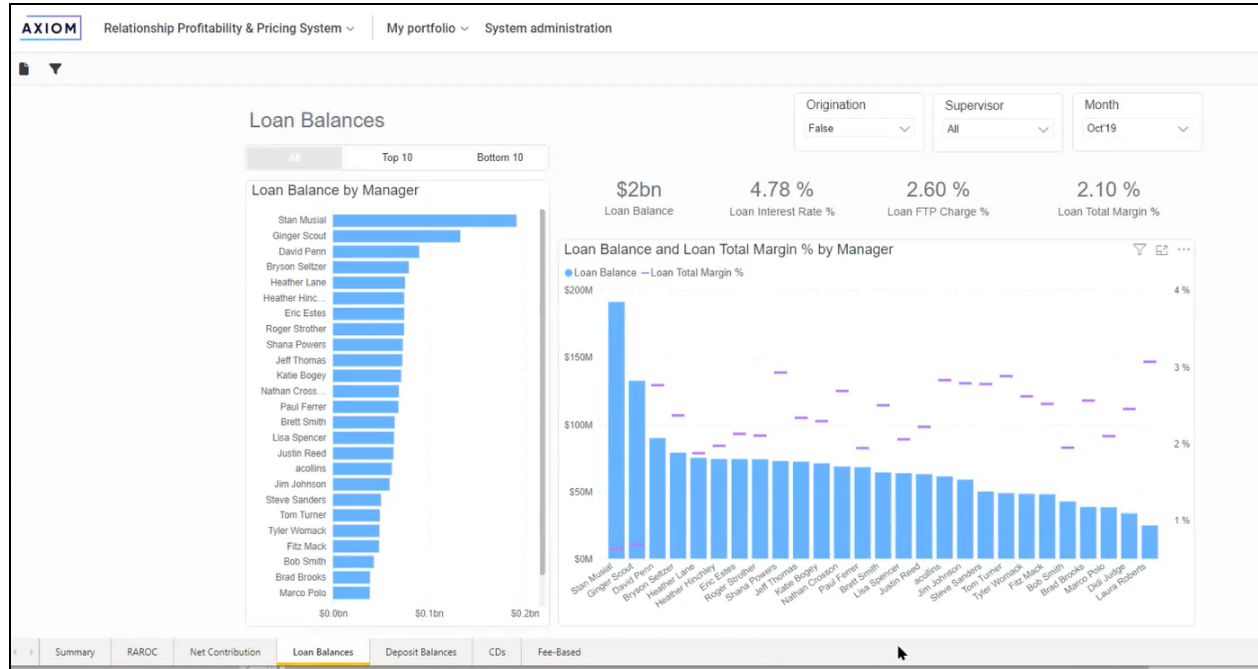 AXIOM Relationship Profitability & Pricing System My portfolio System administration
Loan Balances
Origination Supervisor Month
False All Oct'19
All Top 10 Bottom 10
Loan Balance by Manager
$2bn 4.78 % 2.60 % 2.10 %
Loan Balance Loan Interest Rate % Loan FTP Charge % Loan Total Margin %
Stan Musial
Ginger Scout
David Penn
Bryson Seltzer
Heather Lane
Heather Hinc...
Eric Estes
Roger Strother
Shana Powers
Jeff Thomas
Katie Bogey
Nathan Cross...
Paul Ferrer
Brett Smith
Lisa Spencer
Justin Reed
acollins
Jim Johnson
Steve Sanders
Tom Turner
Tyler Womack
Fitz Mack
Bob Smith
Brad Brooks
Marco Polo
$0.0bn $0.1bn $0.2bn
Loan Balance and Loan Total Margin % by Manager
Loan Balance Loan Total Margin %
$200M 4 %
$150M 3 %
$100M 2 %
$50M 1 %
$0M
Stan Musial
Ginger Scout
David Penn
Bryson Seltzer
Heather Lane
Heather Hinchley
Eric Estes
Roger Strother
Shana Powers
Jeff Thomas
Katie Bogey
Nathan Crosson
Paul Ferrer
Brett Smith
Lisa Spencer
Justin Reed
acollins
Jim Johnson
Steve Sanders
Tom Turner
Tyler Womack
Fitz Mack
Bob Smith
Brad Brooks
Marco Polo
Didi Judge
Laura Roberts
Summary RAROC Net Contribution Loan Balances Deposit Balances CDs Fee-Based